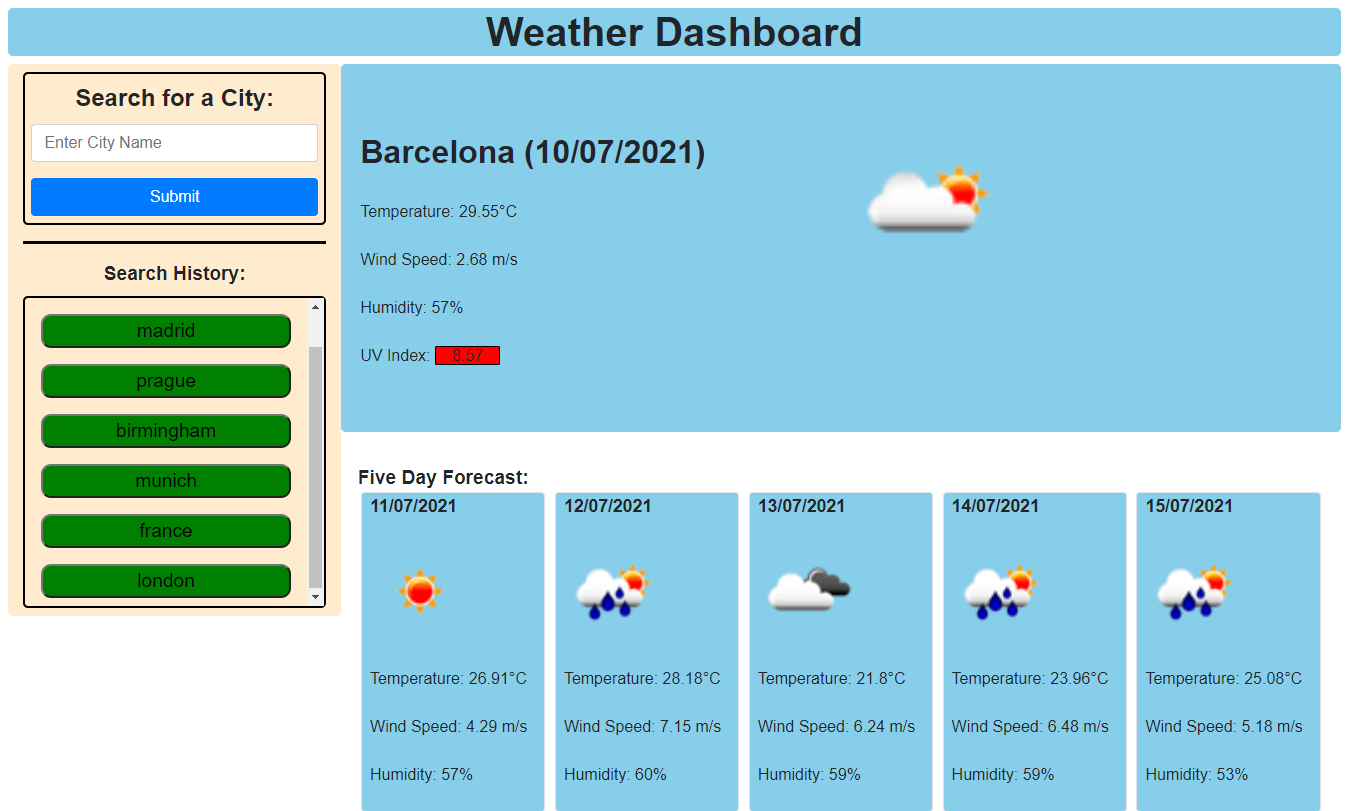 Weather Dashboard
Search for a City:
Enter City Name
Submit
Search History:
madrid
prague
birmingham
munich
france
london
Barcelona (10/07/2021)
Temperature: 29.55°C
Wind Speed: 2.68 m/s
Humidity: 57%
UV Index: 8.57
Five Day Forecast:
11/07/2021
Temperature: 26.91°C
Wind Speed: 4.29 m/s
Humidity: 57%
12/07/2021
Temperature: 28.18°C
Wind Speed: 7.15 m/s
Humidity: 60%
13/07/2021
Temperature: 21.8°C
Wind Speed: 6.24 m/s
Humidity: 59%
14/07/2021
Temperature: 23.96°C
Wind Speed: 6.48 m/s
Humidity: 59%
15/07/2021
Temperature: 25.08°C
Wind Speed: 5.18 m/s
Humidity: 53%